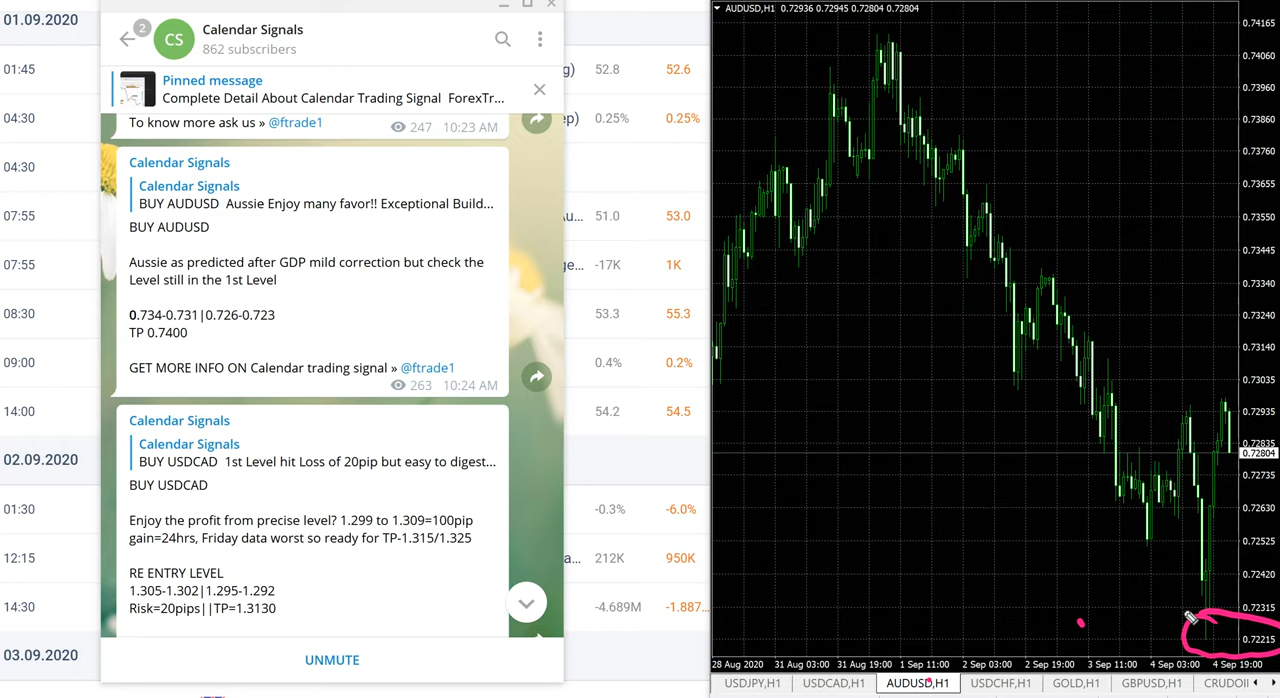 01.09.2020
01:45
g)
52.8
52.6
04:30
ep)
0.25%
0.25%
04:30
07:55
Au...
51.0
53.0
07:55
ge...
-17K
1K
08:30
53.3
55.3
09:00
0.4%
0.2%
14:00
54.2
54.5
02.09.2020
01:30
-0.3%
-6.0%
12:15
a...
212K
950K
14:30
-4.689M
-1.887...
03.09.2020
2
CS
Calendar Signals
862 subscribers
Pinned message
Complete Detail About Calendar Trading Signal ForexTr...
To know more ask us » @ftrade1
247 10:23 AM
Calendar Signals
Calendar Signals
BUY AUDUSD Aussie Enjoy many favor!! Exceptional Build...
BUY AUDUSD
Aussie as predicted after GDP mild correction but check the
Level still in the 1st Level
0.734-0.731|0.726-0.723
TP 0.7400
GET MORE INFO ON Calendar trading signal » @ftrade1
263 10:24 AM
Calendar Signals
Calendar Signals
BUY USDCAD 1st Level hit Loss of 20pip but easy to digest...
BUY USDCAD
Enjoy the profit from precise level? 1.299 to 1.309=100pip
gain=24hrs, Friday data worst so ready for TP-1.315/1.325
RE ENTRY LEVEL
1.305-1.302|1.295-1.292
Risk=20pips||TP=1.3130
UNMUTE
AUDUSD,H1 0.72936 0.72945 0.72804 0.72804
0.74165
0.74060
0.73960
0.73865
0.73760
0.73655
0.73550
0.73445
0.73340
0.73240
0.73140
0.73035
0.72935
0.72835
0.72804
0.72735
0.72630
0.72525
0.72420
0.72315
0.72215
28 Aug 2020
31 Aug 03:00
31 Aug 19:00
1 Sep 11:00
2 Sep 03:00
2 Sep 19:00
3 Sep 11:00
4 Sep 03:00
4 Sep 19:00
USDJPY,H1
USDCAD,H1
AUDUSD,H1
USDCHF,H1
GOLD,H1
GBPUSD,H1
CRUDOIL